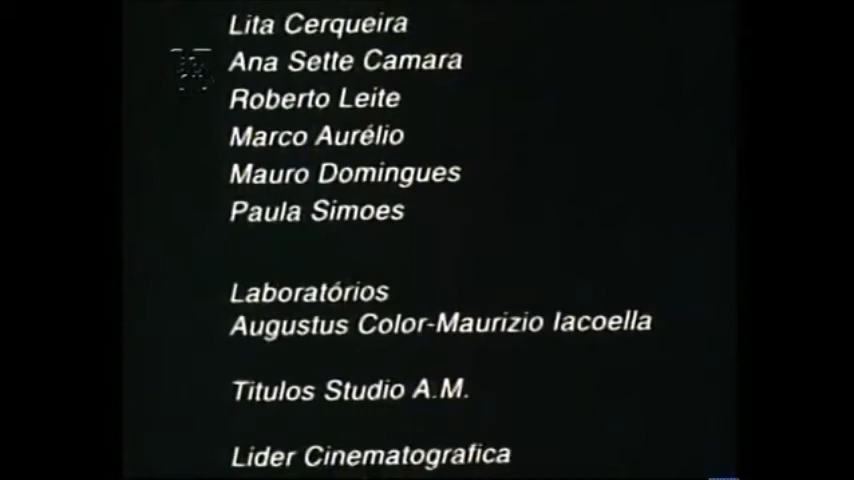 Lita Cerqueira
Ana Sette Camara
Roberto Leite
Marco Aurélio
Mauro Domingues
Paula Simoes
Laboratórios
Augustus Color-Maurizio Iacoella
Titulos Studio A.M.
Lider Cinematografica